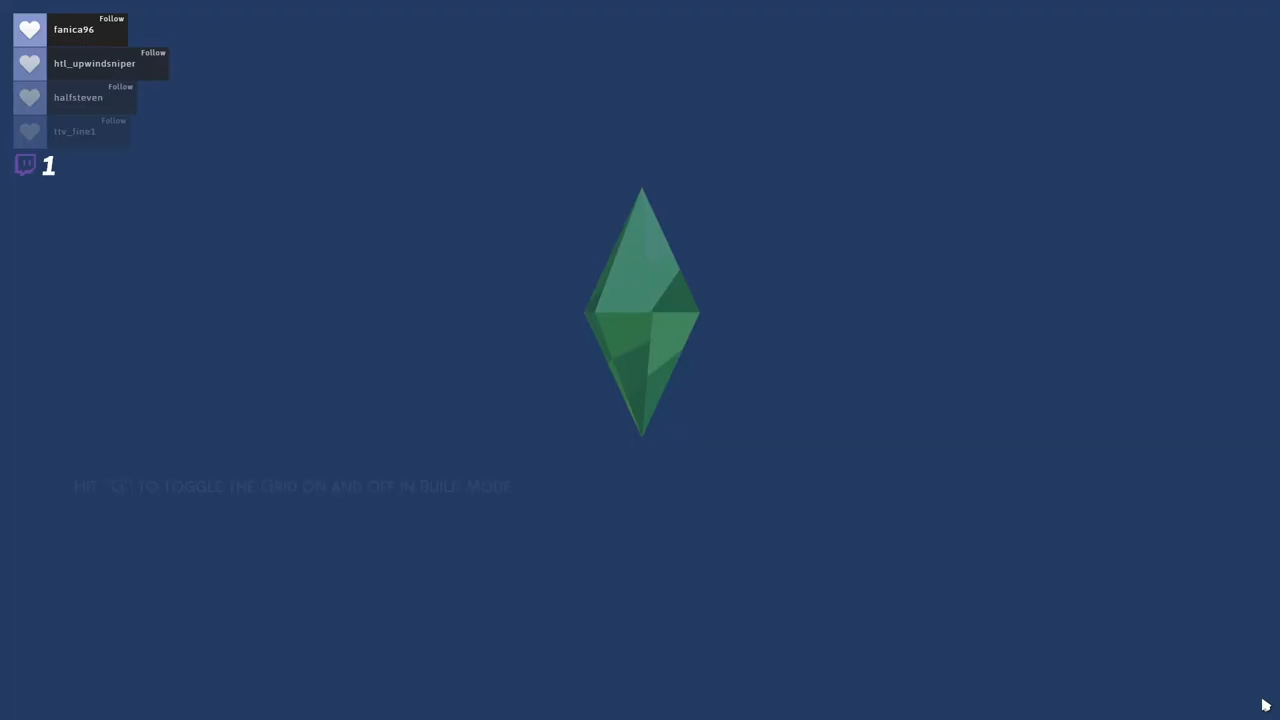 Follow
fanica96
Follow
htl_upwindsniper
Follow
halfsteven
Follow
ttv_fine1
1
Hit "G" to toggle the Grid on and off in Build Mode